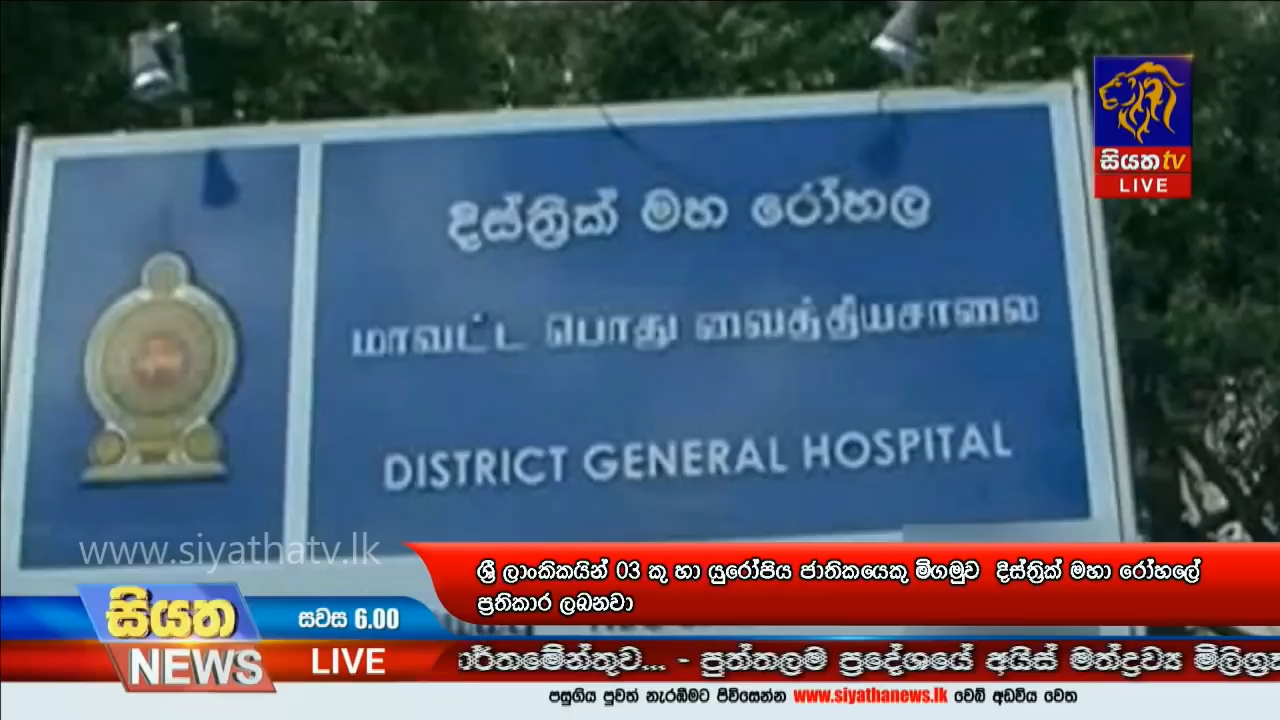 සියත tv
LIVE
දිස්ත්‍රික් මහ රෝහල
மாவட்ட பொது வைத்தியசாலை
DISTRICT GENERAL HOSPITAL
www.siyathatv.lk
ශ්‍රී ලාංකිකයින් 03 කු හා යුරෝපිය ජාතිකයෙකු මීගමුව දිස්ත්‍රික් මහා රෝහලේ
ප්‍රතිකාර ලබනවා
සියත
NEWS
සවස 6.00
LIVE
ර්තමේන්තුව... - පුත්තලම ප්‍රදේශයේ අයිස් මත්ද්‍රව්‍ය මිලිග්‍රෑ
පසුගිය පුවත් නැරඹීමට පිවිසෙන්න www.siyathanews.lk වෙබ් අඩවිය වෙත